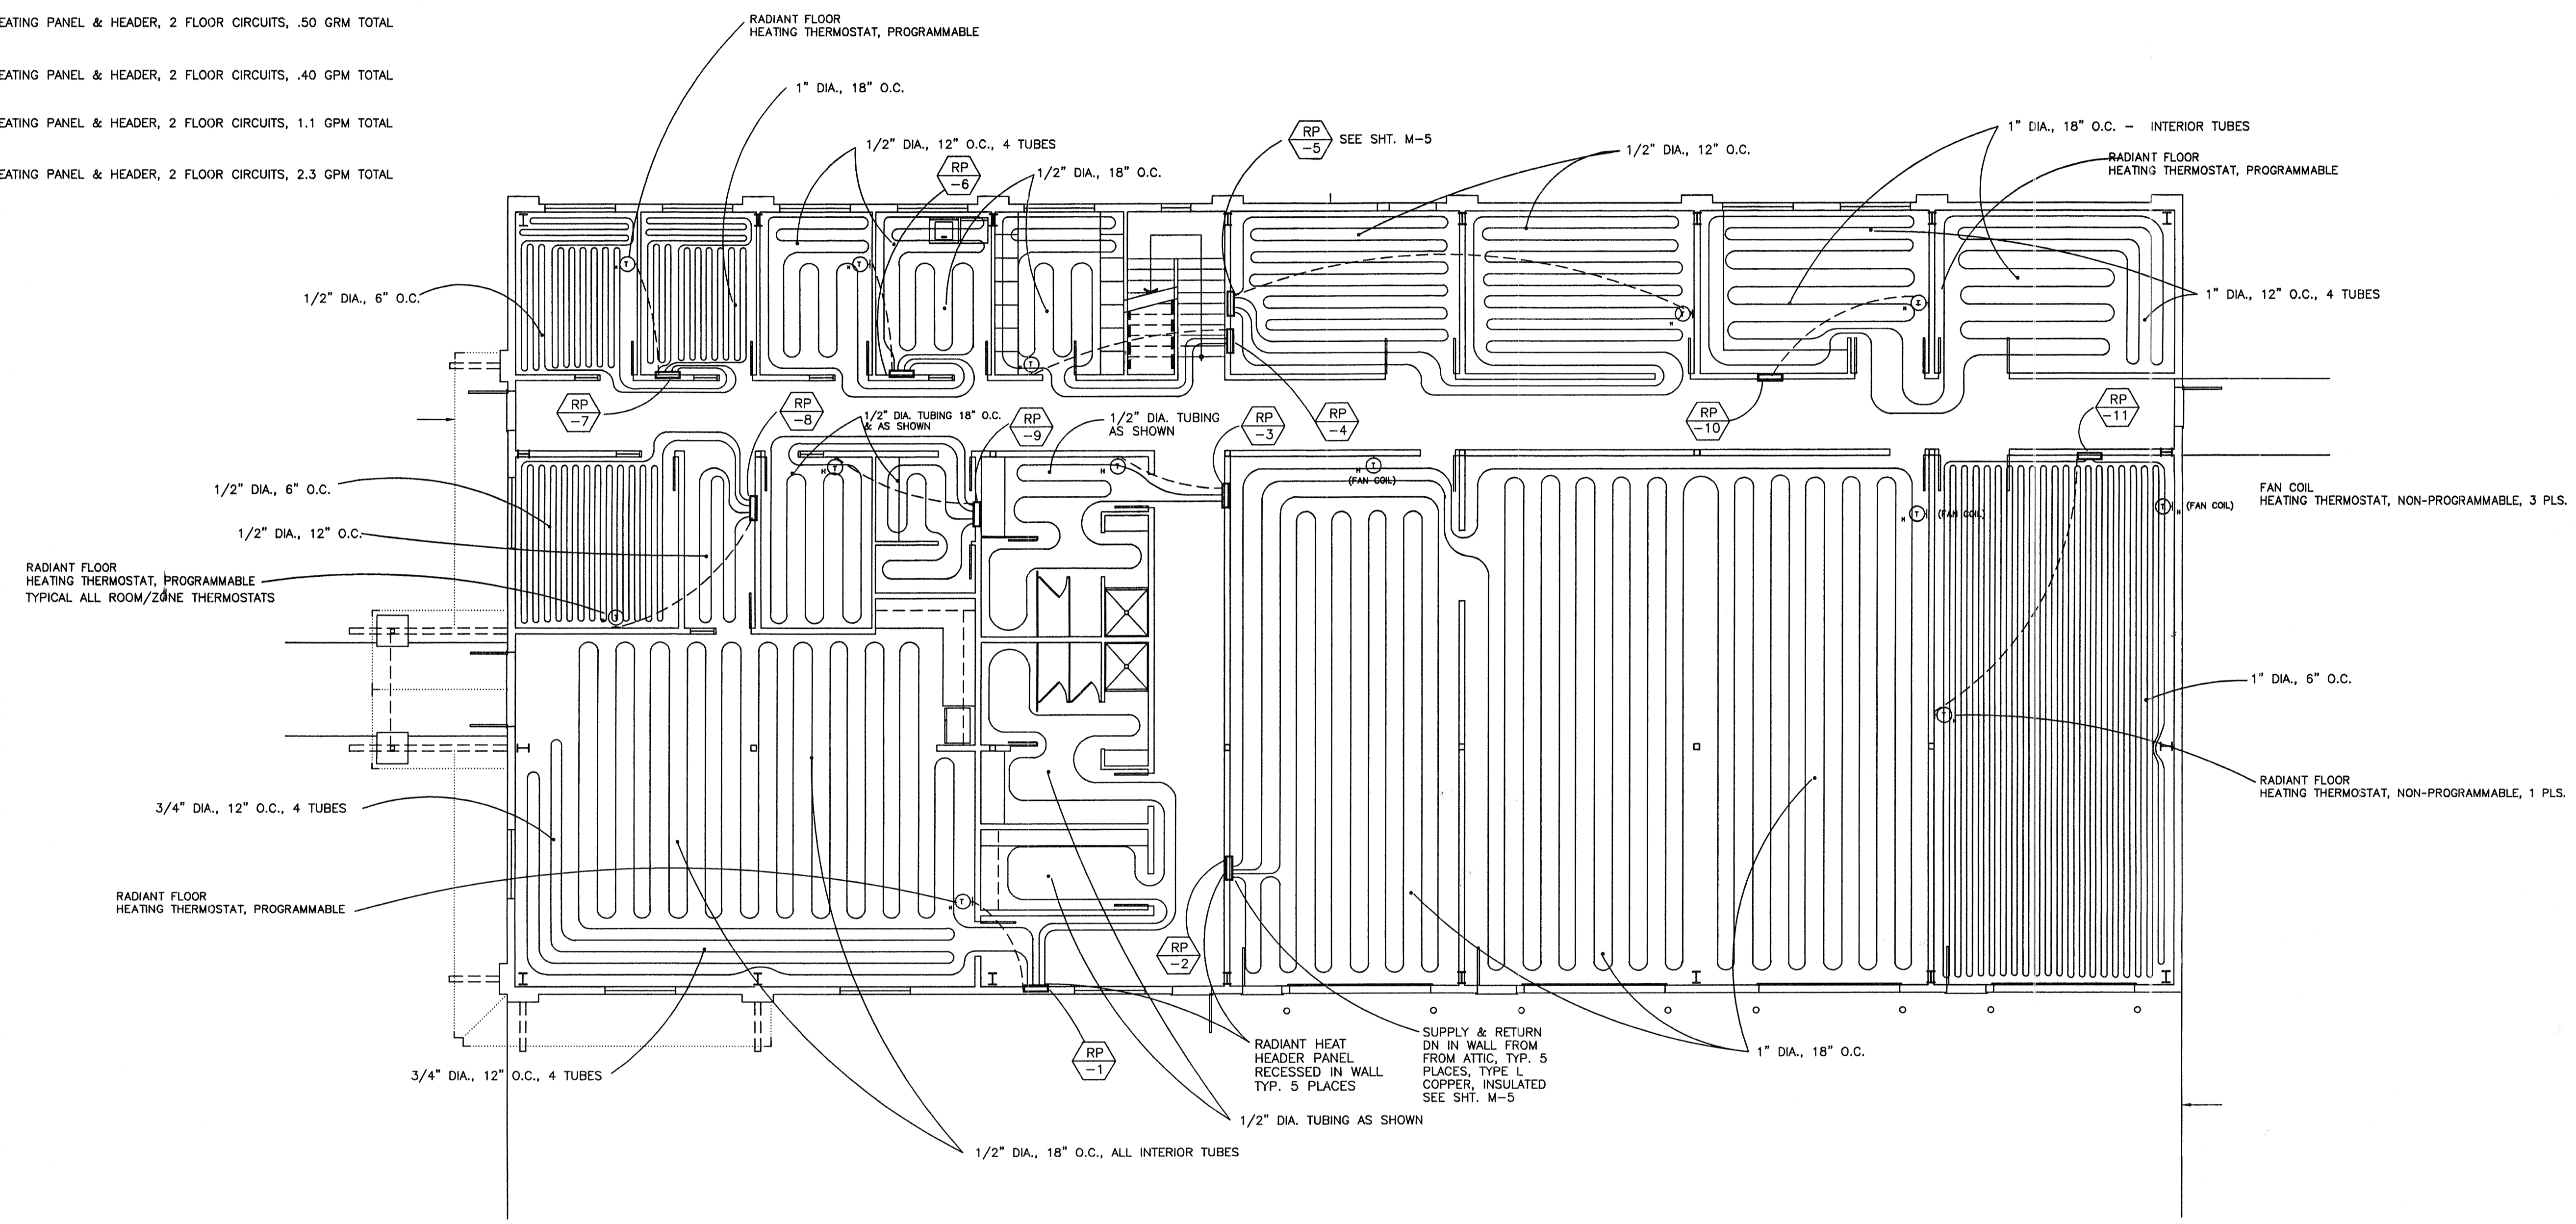 EATING PANEL & HEADER, 2 FLOOR CIRCUITS, .50 GRM TOTAL
EATING PANEL & HEADER, 2 FLOOR CIRCUITS, .40 GPM TOTAL
EATING PANEL & HEADER, 2 FLOOR CIRCUITS, 1.1 GPM TOTAL
EATING PANEL & HEADER, 2 FLOOR CIRCUITS, 2.3 GPM TOTAL
RADIANT FLOOR
HEATING THERMOSTAT, PROGRAMMABLE
1" DIA., 18" O.C.
1/2" DIA., 12" O.C., 4 TUBES
RP
-6
1/2" DIA., 18" O.C.
RP
-5
SEE SHT. M-5
1/2" DIA., 12" O.C.
1" DIA., 18" O.C. - INTERIOR TUBES
RADIANT FLOOR
HEATING THERMOSTAT, PROGRAMMABLE
1/2" DIA., 6" O.C.
1" DIA., 12" O.C., 4 TUBES
T
H
T
H
T
H
T
H
T
H
RP
-7
RP
-8
1/2" DIA. TUBING 18" O.C.
& AS SHOWN
RP
-9
1/2" DIA. TUBING
AS SHOWN
RP
-3
RP
-4
RP
-10
RP
-11
T
H
T
H
T
H
(FAN COIL)
T
H
(FAN COIL)
T
H
(FAN COIL)
FAN COIL
HEATING THERMOSTAT, NON-PROGRAMMABLE, 3 PLS.
1/2" DIA., 6" O.C.
1/2" DIA., 12" O.C.
RADIANT FLOOR
HEATING THERMOSTAT, PROGRAMMABLE
TYPICAL ALL ROOM/ZONE THERMOSTATS
T
1" DIA., 6" O.C.
T
RADIANT FLOOR
HEATING THERMOSTAT, NON-PROGRAMMABLE, 1 PLS.
3/4" DIA., 12" O.C., 4 TUBES
RADIANT FLOOR
HEATING THERMOSTAT, PROGRAMMABLE
T
H
RP
-2
RP
-1
RADIANT HEAT
HEADER PANEL
RECESSED IN WALL
TYP. 5 PLACES
SUPPLY & RETURN
DN IN WALL FROM
FROM ATTIC, TYP. 5
PLACES, TYPE L
COPPER, INSULATED
SEE SHT. M-5
1" DIA., 18" O.C.
3/4" DIA., 12" O.C., 4 TUBES
1/2" DIA. TUBING AS SHOWN
1/2" DIA., 18" O.C., ALL INTERIOR TUBES